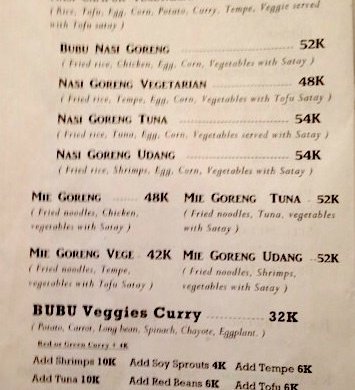 ( Rice, Tofu, Egg, Corn, Potato, Curry, Tempe, Veggie served
with Tofu satay )
BUBU NASI GORENG 52K
( Fried rice, Chicken, Egg, Corn, Vegetables with Satay )
NASI GORENG VEGETARIAN 48K
( Fried rice, Tempe, Egg, Corn, Vegetables with Tofu Satay )
NASI GORENG TUNA 54K
( Fried rice, Tuna, Egg, Corn, Vegetables served with Satay )
NASI GORENG UDANG 54K
( Fried rice, Shrimps, Egg, Corn, Vegetables with Satay )
MIE GORENG 48K
( Fried noodles, Chicken,
vegetables with Satay )
MIE GORENG TUNA 52K
( Fried noodles, Tuna, vegetables
with Satay )
MIE GORENG VEGE 42K
( Fried noodles, Tempe,
vegetables with Tofu Satay )
MIE GORENG UDANG 52K
( Fried noodles, Shrimps,
vegetables with Satay )
BUBU Veggies Curry 32K
( Potato, Carrot, Long bean, Spinach, Chayote, Eggplant. )
Red or Green Curry + 4K
Add Shrimps 10K Add Soy Sprouts 4K Add Tempe 6K
Add Tuna 10K Add Red Beans 6K Add Tofu 6K